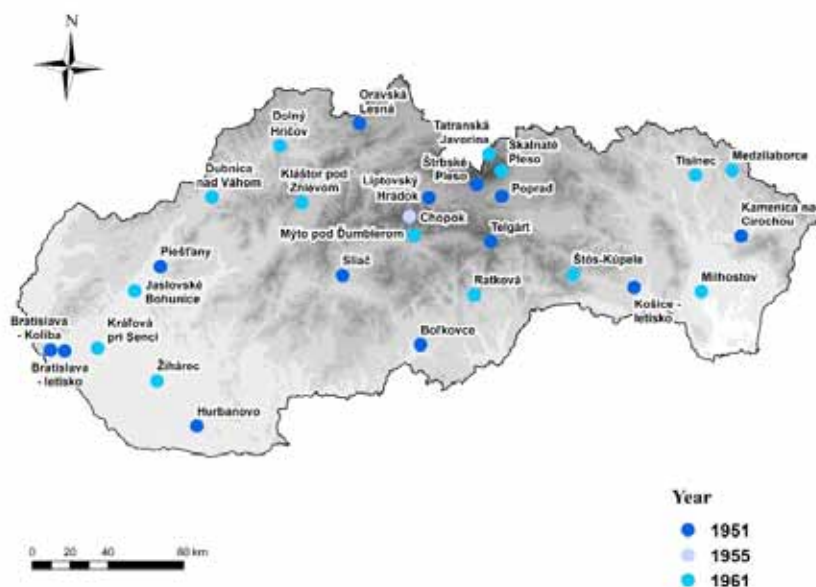 N
Oravská
Lesná
Dolný
Hričov
Tatranská
Javorina
Skalnaté
Pleso
Štrbské
Pleso
Tisinec
Medzilaborce
Dubnica
nad Váhom
Kláštor pod
Znievom
Liptovský
Hrádok
Poprad
Chopok
Kamenica na
Cirochou
Mýto pod Ďumblerom
Telgárt
Piešťany
Sliač
Štós-Kúpele
Jaslovské
Bohunice
Ratková
Košice -
letisko
Milhostov
Bratislava
- Koliba
Kráľová
pri Senci
Boľkovce
Bratislava
- letisko
Žihárec
Hurbanovo
Year
1951
1955
1961
0 20 40 80 km